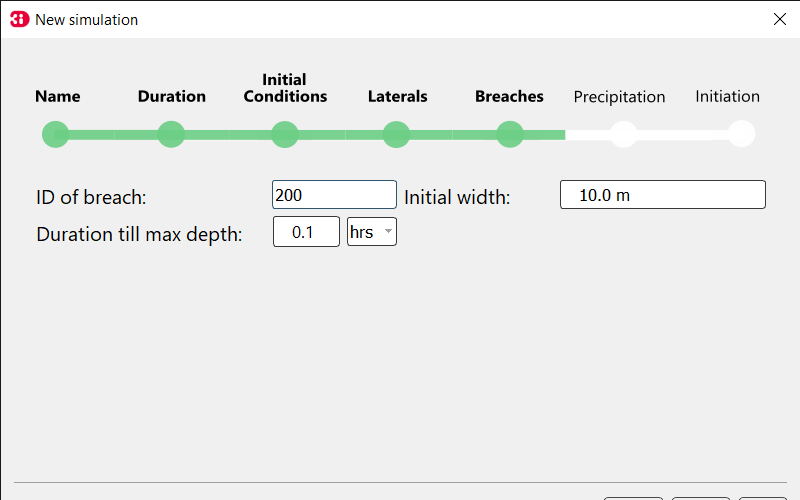 New simulation
Name Duration Initial Conditions Laterals Breaches Precipitation Initiation
ID of breach: 200 Initial width: 10.0 m
Duration till max depth: 0.1 hrs